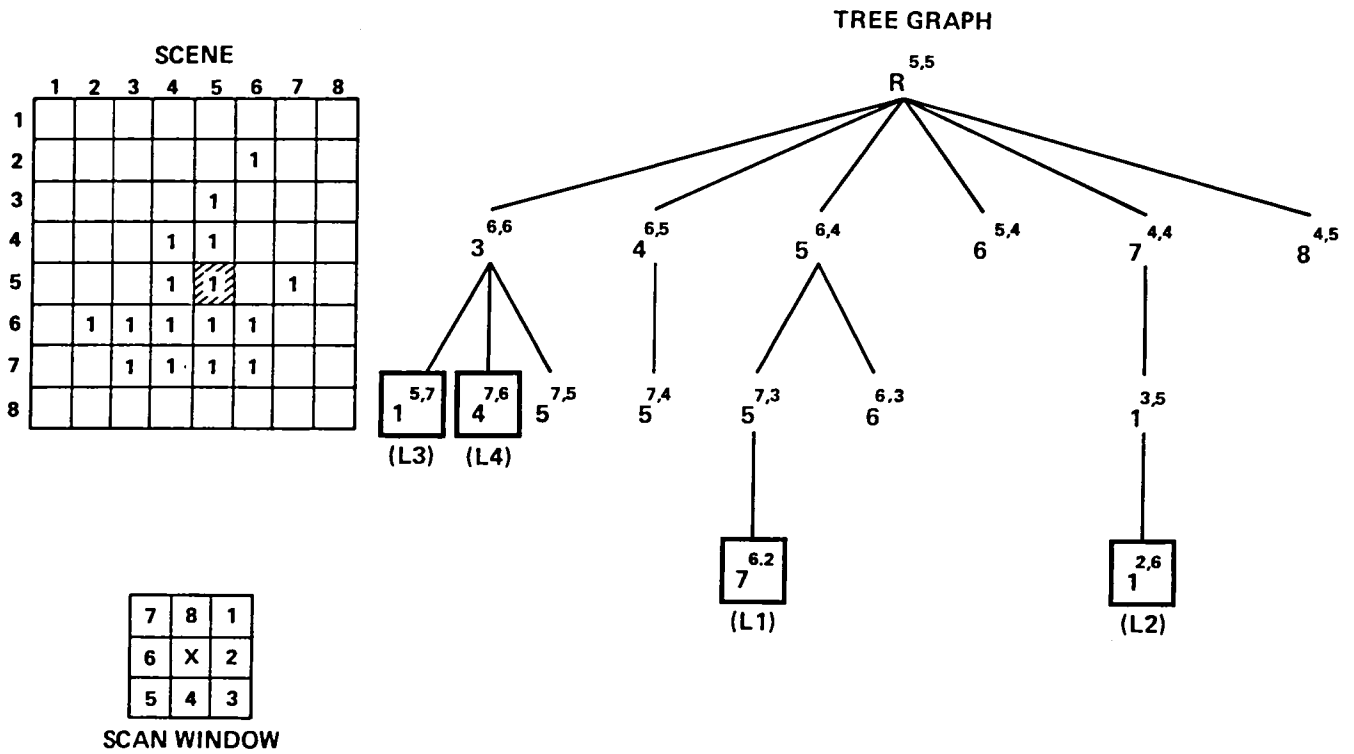 TREE GRAPH
SCENE
1 2 3 4 5 6 7 8
1
2 1
3 1
4 1 1
5 1 1 1
6 1 1 1 1 1
7 1 1 1 1
8
R 5,5
3 6,6 4 6,5 5 6,4 6 5,4 7 4,4 8 4,5
1 5,7 4 7,6 5 7,5 5 7,4 5 7,3 6 6.3 1 3,5
(L3) (L4)
7 6.2 1 2,6
(L1) (L2)
7 8 1
6 X 2
5 4 3
SCAN WINDOW